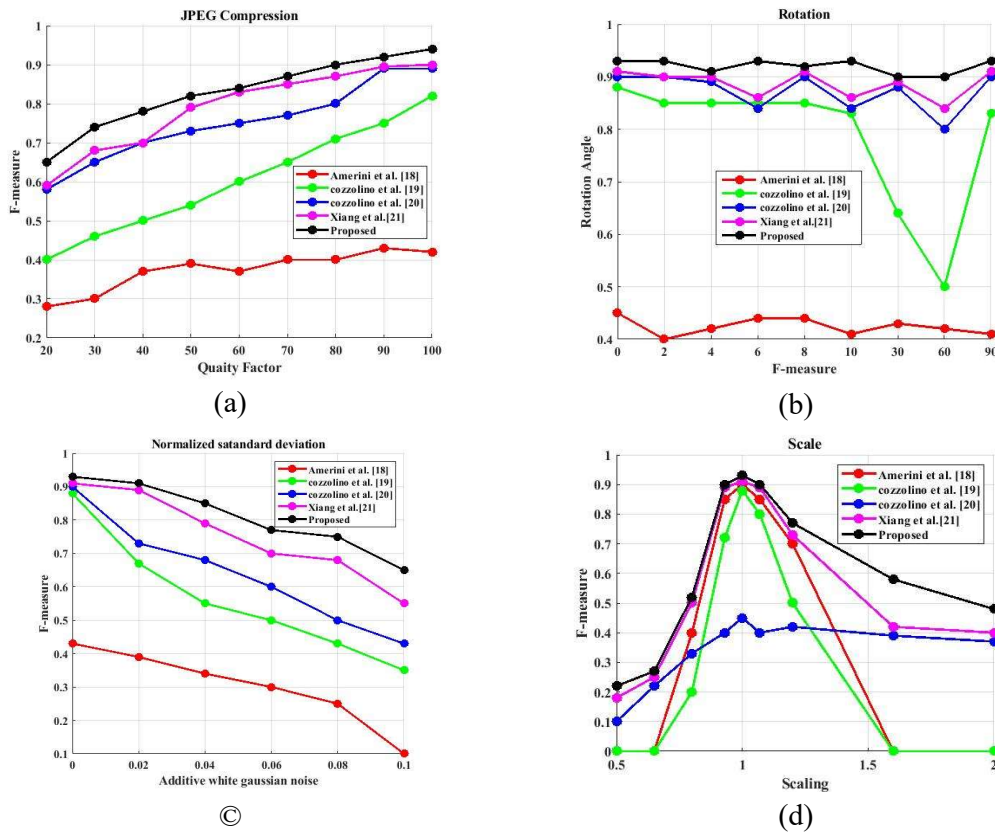 JPEG Compression
1
0.9
0.8
0.7
0.6
0.5
0.4
0.3
0.2
F-measure
Amerini et al. [18]
cozzolino et al. [19]
cozzolino et al. [20]
Xiang et al.[21]
Proposed
20 30 40 50 60 70 80 90 100
Quaity Factor
(a)
Rotation
1
0.9
0.8
0.7
0.6
0.5
0.4
Rotation Angle
Amerini et al. [18]
cozzolino et al. [19]
cozzolino et al. [20]
Xiang et al.[21]
Proposed
0 2 4 6 8 10 30 60 90
F-measure
(b)
Normalized satandard deviation
1
0.9
0.8
0.7
0.6
0.5
0.4
0.3
0.2
0.1
F-measure
Amerini et al. [18]
cozzolino et al. [19]
cozzolino et al. [20]
Xiang et al.[21]
Proposed
0 0.02 0.04 0.06 0.08 0.1
Additive white gaussian noise
©
Scale
1
0.9
0.8
0.7
0.6
0.5
0.4
0.3
0.2
0.1
0
F-measure
Amerini et al. [18]
cozzolino et al. [19]
cozzolino et al. [20]
Xiang et al.[21]
Proposed
0.5 1 1.5 2
Scaling
(d)